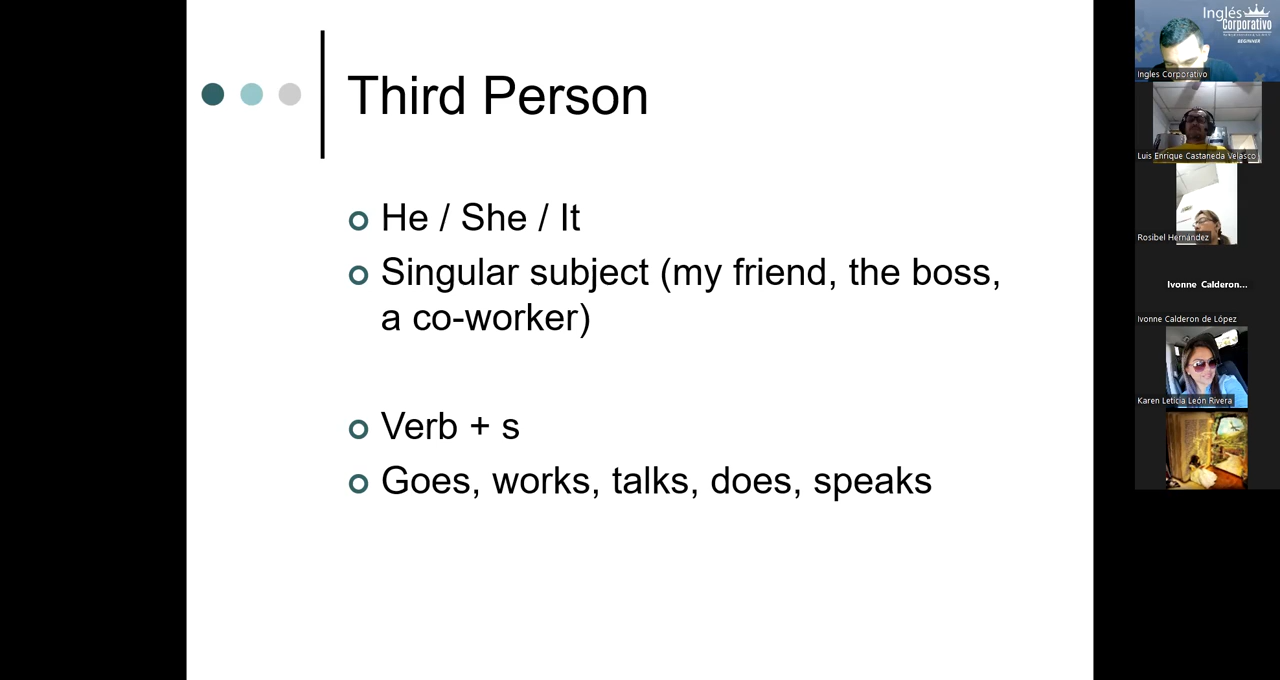 Third Person
He / She / It
Singular subject (my friend, the boss,
a co-worker)
Verb + s
Goes, works, talks, does, speaks
Inglés
Corporativo
BEGINNER
Ingles Corporativo
Luis Enrique Castaneda Velasco
Rosibel Hernández
Ivonne Calderon...
Ivonne Calderon de López
Karen Leticia León Rivera